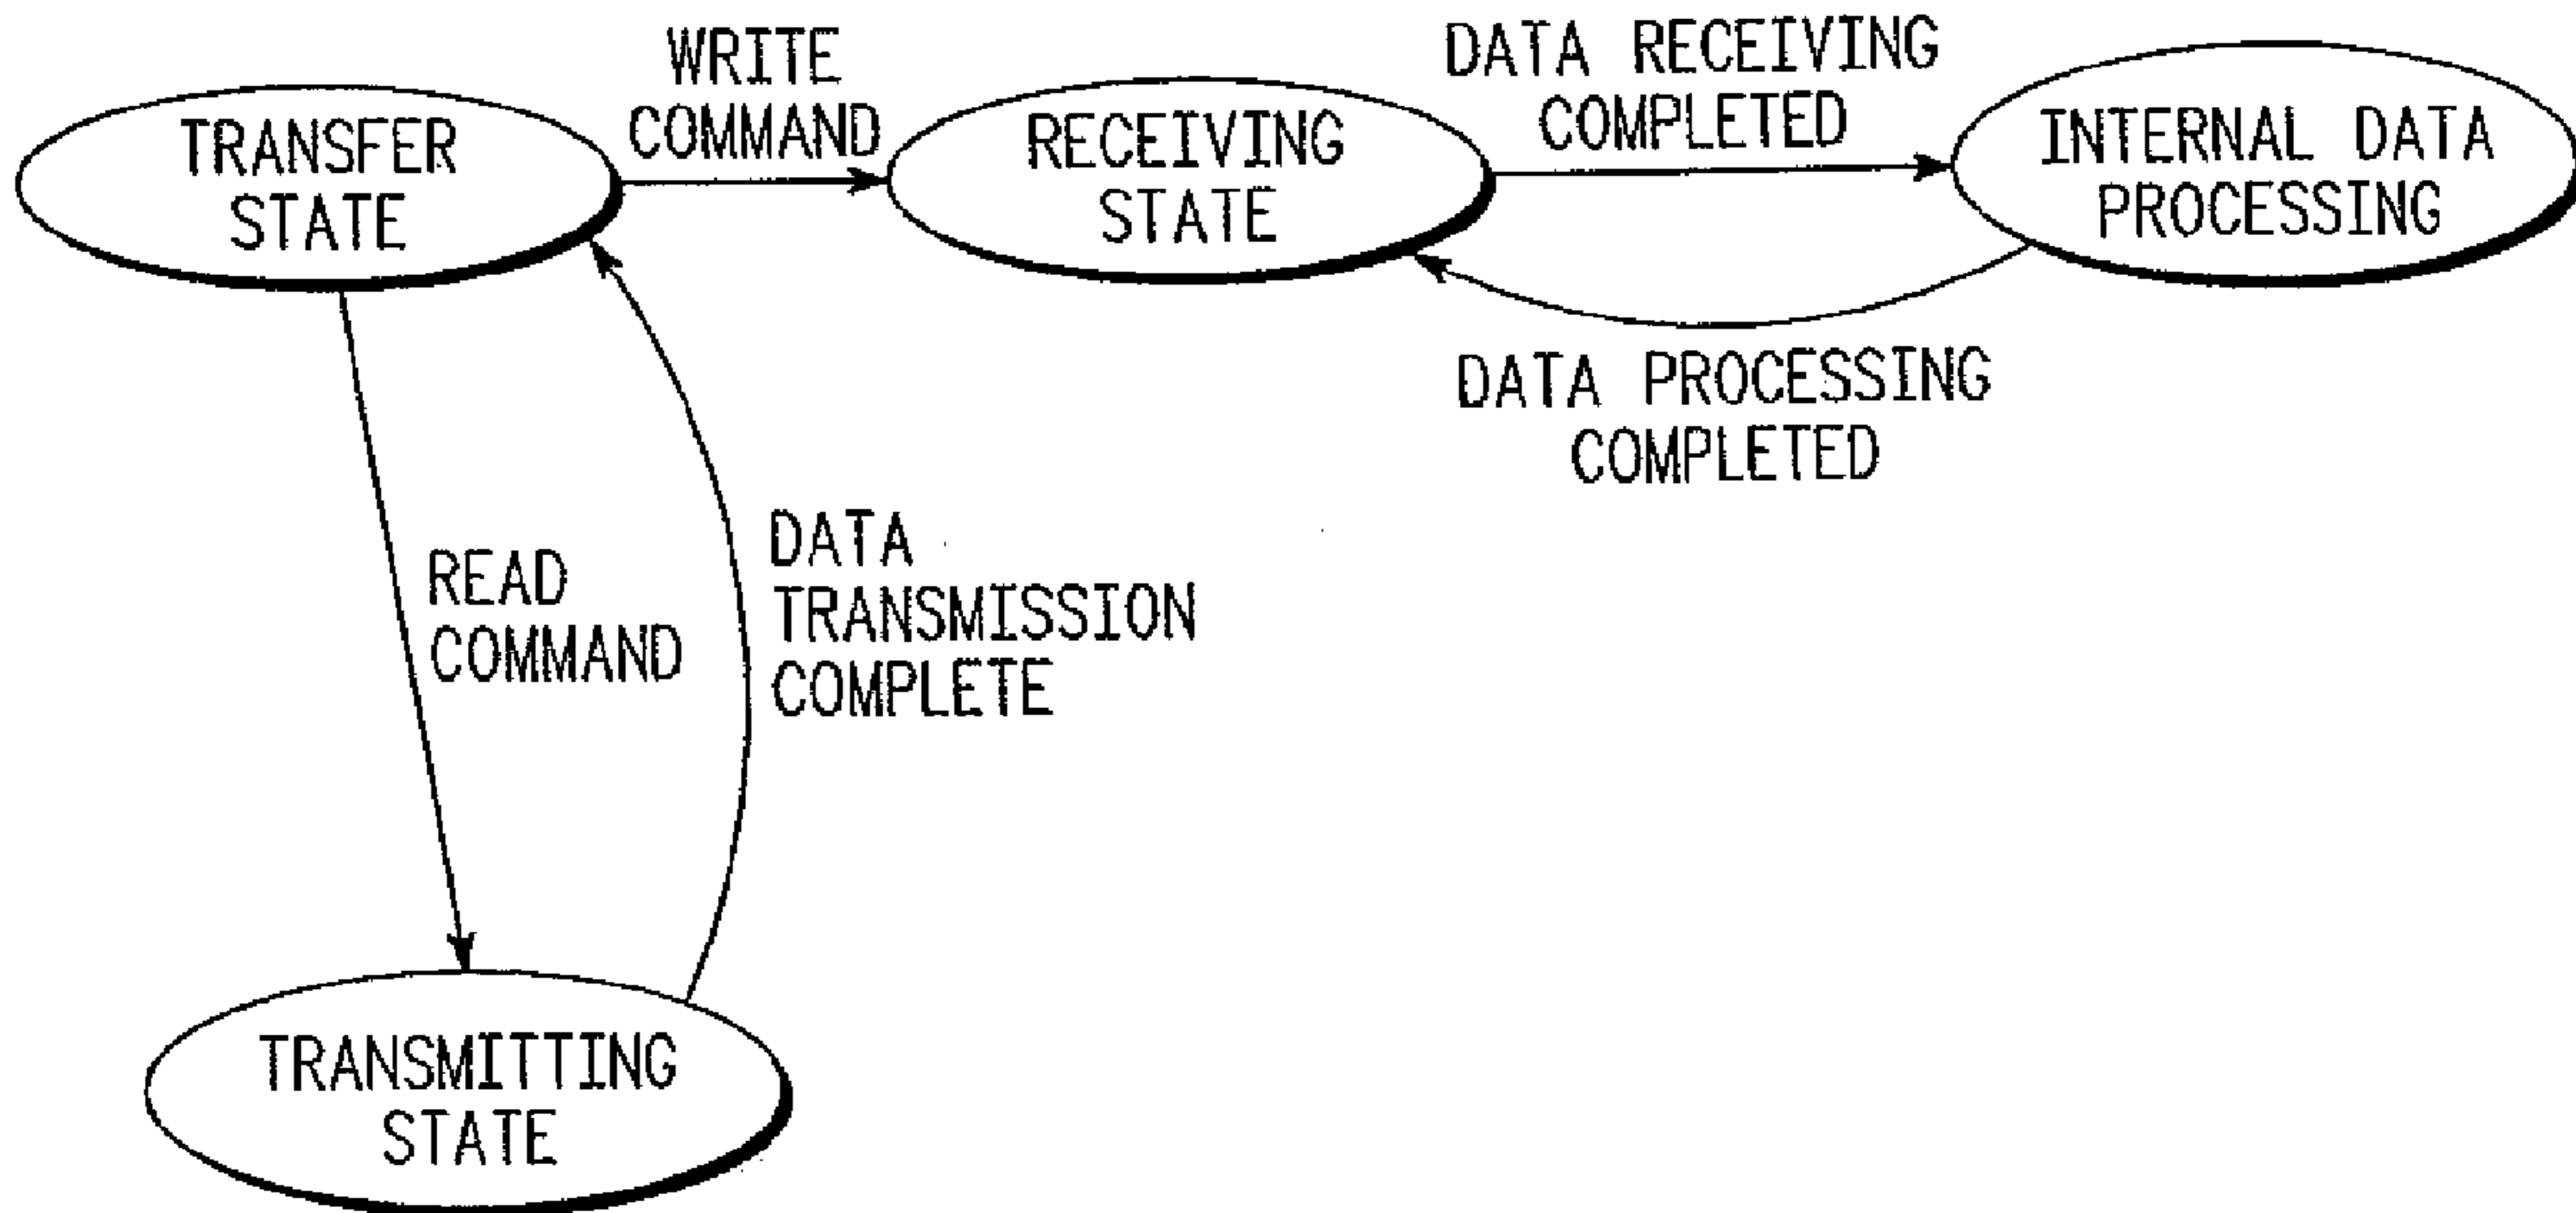 WRITE
COMMAND
DATA RECEIVING
COMPLETED
TRANSFER
STATE
RECEIVING
STATE
INTERNAL DATA
PROCESSING
DATA PROCESSING
COMPLETED
READ
COMMAND
DATA
TRANSMISSION
COMPLETE
TRANSMITTING
STATE